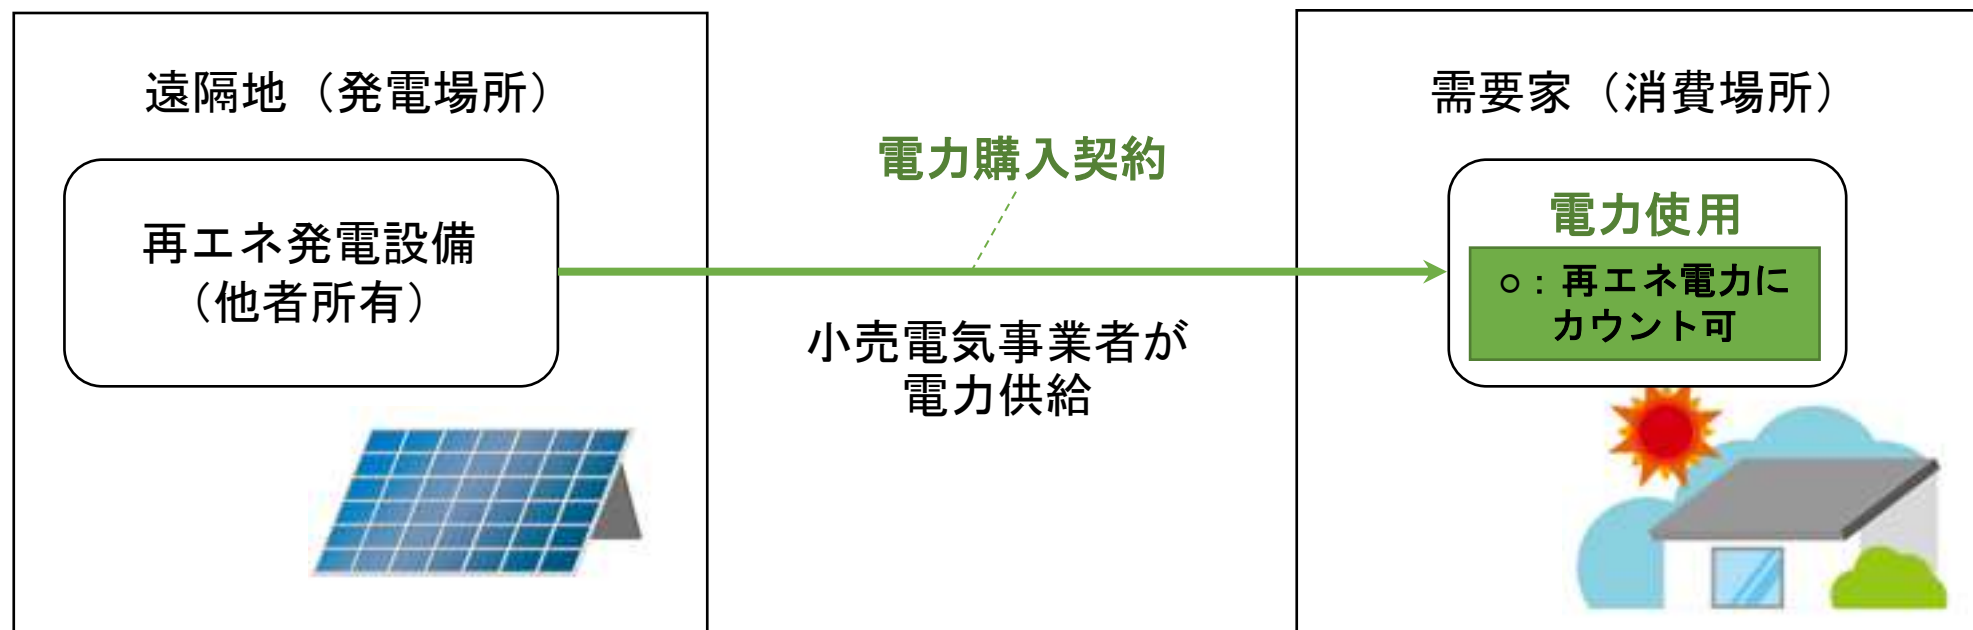 遠隔地（発電場所）
再エネ発電設備
（他者所有）
電力購入契約
小売電気事業者が
電力供給
需要家（消費場所）
電力使用
○：再エネ電力に
カウント可